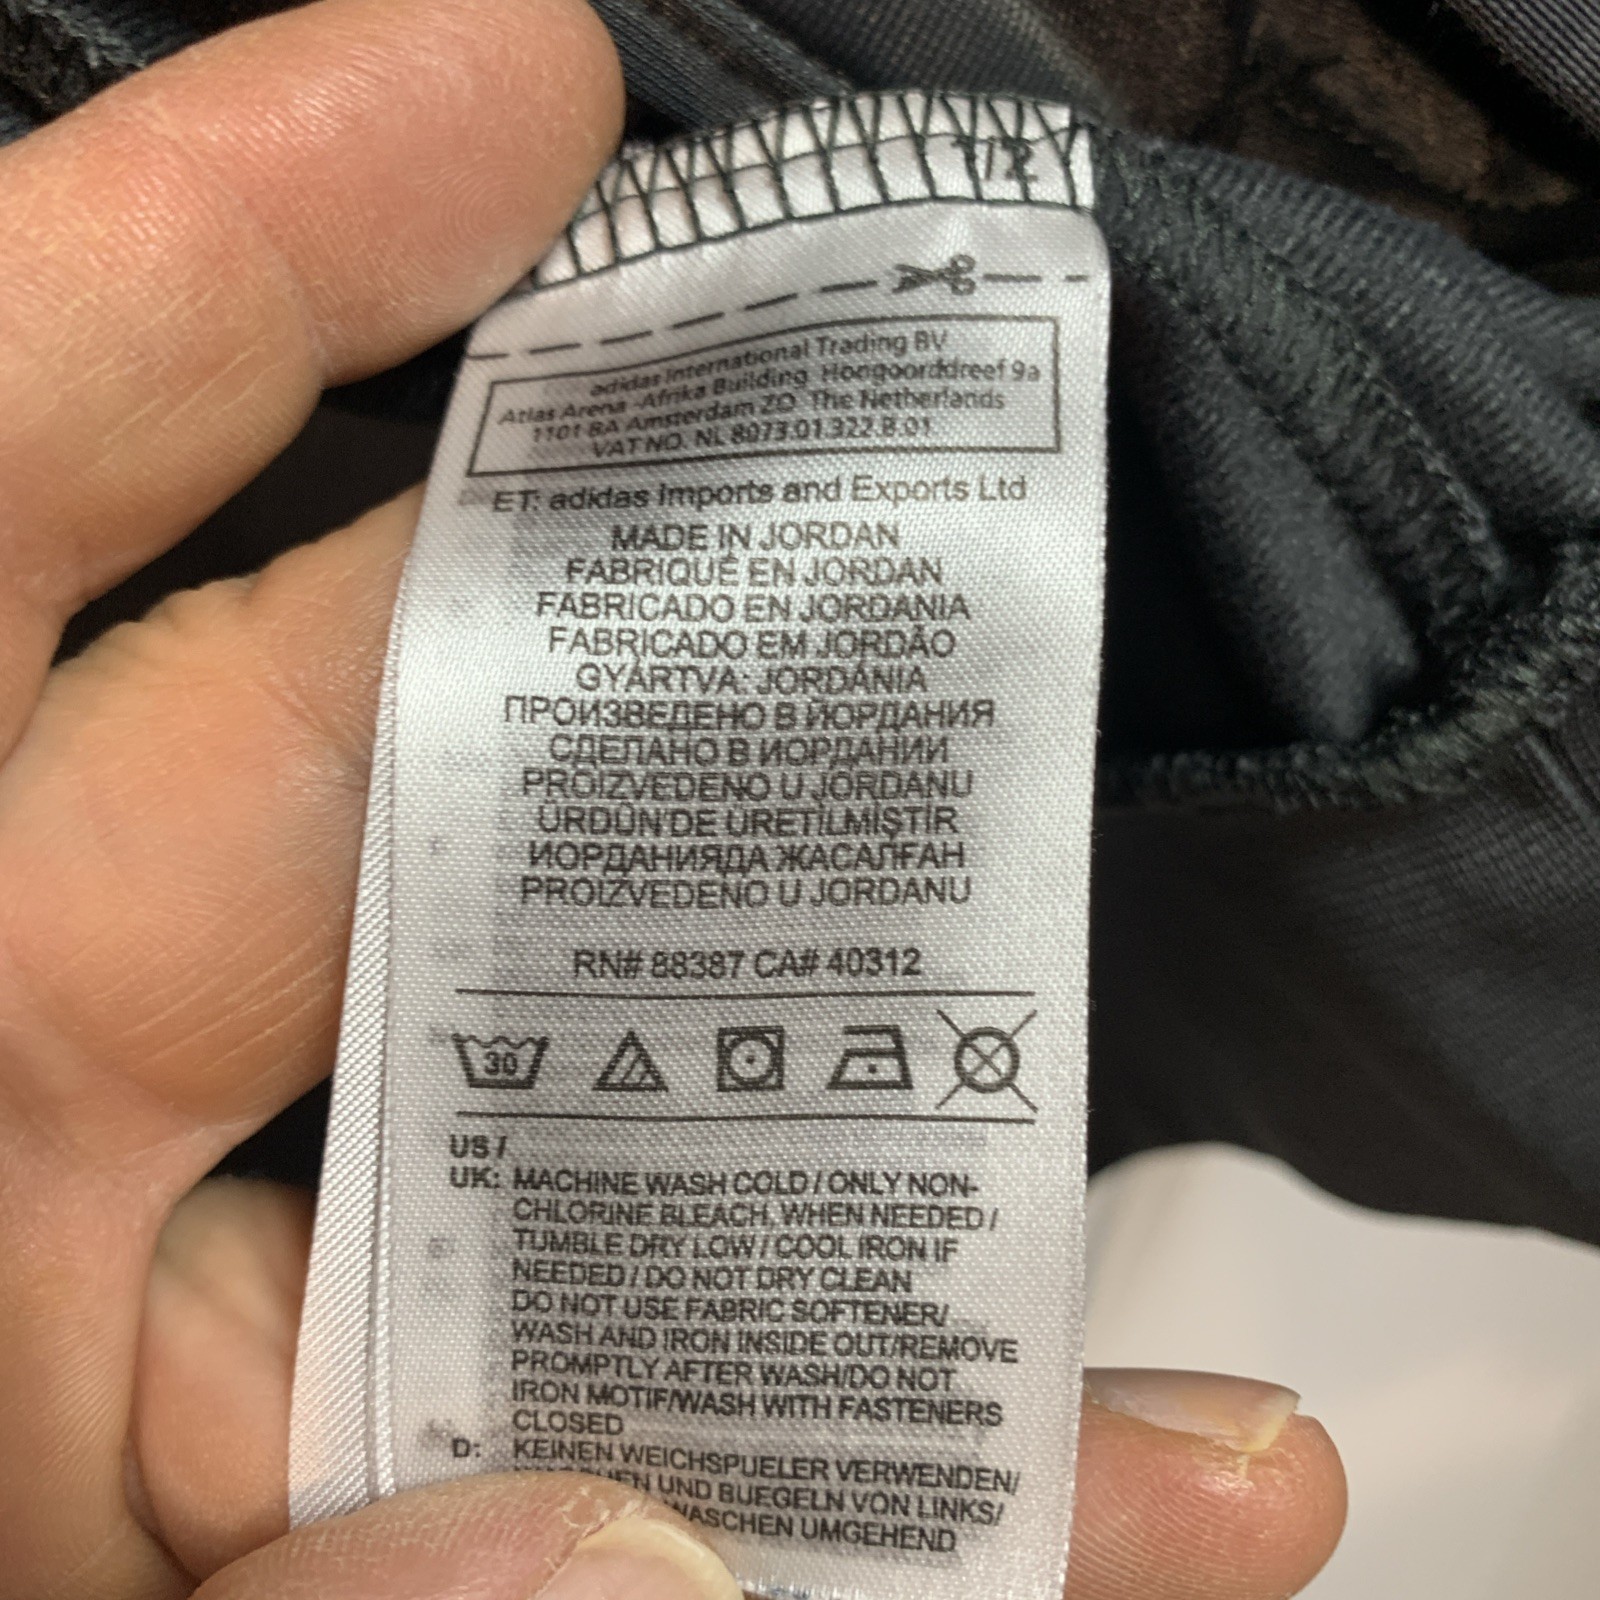 1/2
adidas International Trading BV
Atlas Arena -Afrika Building Hongoorddreef 9a
1101 BA Amsterdam ZO The Netherlands
VAT NO. NL 8073.01.322.B.01
ET: adidas Imports and Exports Ltd
MADE IN JORDAN
FABRIQUÉ EN JORDAN
FABRICADO EN JORDANIA
FABRICADO EM JORDÃO
GYÁRTVA: JORDÁNIA
ПРОИЗВЕДЕНО В ЙОРДАНИЯ
СДЕЛАНО В ИОРДАНИИ
PROIZVEDENO U JORDANU
ÜRDÜN'DE ÜRETİLMİŞTİR
ИОРДАНИЯДА ЖАСАЛҒАН
PROIZVEDENO U JORDANU
RN# 88387 CA# 40312
30
US /
UK: MACHINE WASH COLD / ONLY NON-
CHLORINE BLEACH, WHEN NEEDED /
TUMBLE DRY LOW / COOL IRON IF
NEEDED / DO NOT DRY CLEAN
DO NOT USE FABRIC SOFTENER/
WASH AND IRON INSIDE OUT/REMOVE
PROMPTLY AFTER WASH/DO NOT
IRON MOTIF/WASH WITH FASTENERS
CLOSED
D: KEINEN WEICHSPUELER VERWENDEN/
UND BUEGELN VON LINKS/
WASCHEN UMGEHEND